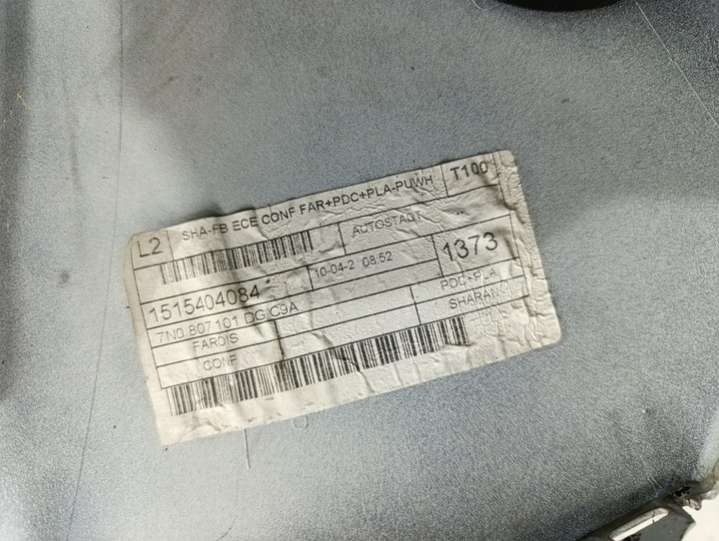 L2 SHA-FB ECE CONF FAR+PDC+PLA-PUWH T100
AUTOSTADT
1515404084 10-04-2 08.52 1373
7N0.807.101 DG C9A PDC+PLA
FARDIS SHARAN
CONF